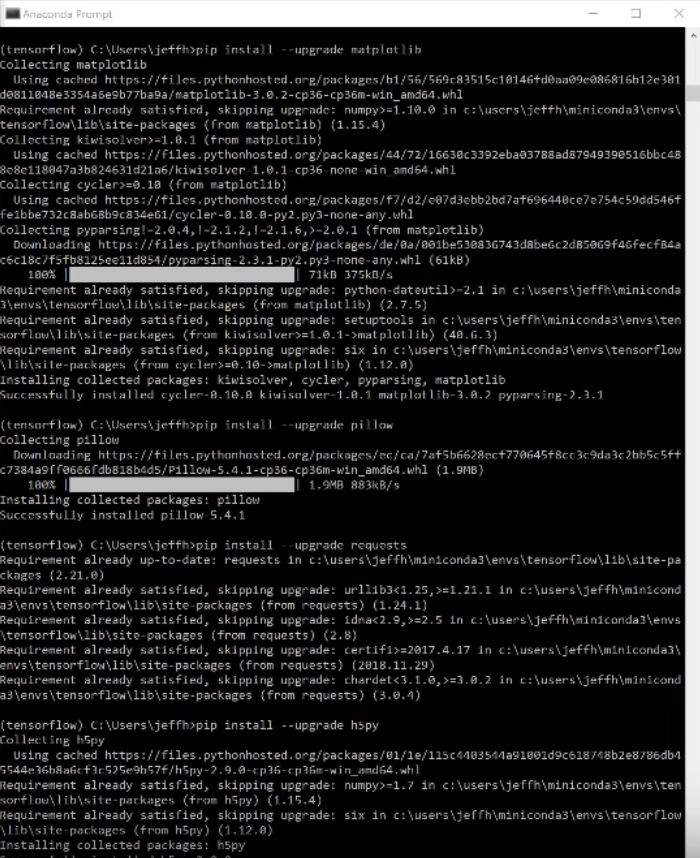 Anaconda Prompt
(tensorflow) C:\Users\jeffh>pip install --upgrade matplotlib
Collecting matplotlib
  Using cached https://files.pythonhosted.org/packages/b1/56/569c83515c10146fd0aa09e086816b12e301
d0811048e3354a6e9b77ba9a/matplotlib-3.0.2-cp36-cp36m-win_amd64.whl
Requirement already satisfied, skipping upgrade: numpy>=1.10.0 in c:\users\jeffh\miniconda3\envs\
tensorflow\lib\site-packages (from matplotlib) (1.15.4)
Collecting kiwisolver>=1.0.1 (from matplotlib)
  Using cached https://files.pythonhosted.org/packages/44/72/16630c3392eba03788ad87949390516bbc48
8e8e118047a3b824631d21a6/kiwisolver-1.0.1-cp36-none-win_amd64.whl
Collecting cycler>=0.10 (from matplotlib)
  Using cached https://files.pythonhosted.org/packages/f7/d2/e07d3ebb2bd7af696440ce7e754c59dd546f
fe1bbe732c8ab68b9c834e61/cycler-0.10.0-py2.py3-none-any.whl
Collecting pyparsing!=2.0.4,!=2.1.2,!=2.1.6,>=2.0.1 (from matplotlib)
  Downloading https://files.pythonhosted.org/packages/de/0a/001be530836743d8be6c2d85069f46fecf84a
c6c18c7f5fb8125ee11d854/pyparsing-2.3.1-py2.py3-none-any.whl (61kB)
    100% || 71kB 375kB/s
Requirement already satisfied, skipping upgrade: python-dateutil>=2.1 in c:\users\jeffh\miniconda
3\envs\tensorflow\lib\site-packages (from matplotlib) (2.7.5)
Requirement already satisfied, skipping upgrade: setuptools in c:\users\jeffh\miniconda3\envs\ten
sorflow\lib\site-packages (from kiwisolver>=1.0.1->matplotlib) (40.6.3)
Requirement already satisfied, skipping upgrade: six in c:\users\jeffh\miniconda3\envs\tensorflow
\lib\site-packages (from cycler>=0.10->matplotlib) (1.12.0)
Installing collected packages: kiwisolver, cycler, pyparsing, matplotlib
Successfully installed cycler-0.10.0 kiwisolver-1.0.1 matplotlib-3.0.2 pyparsing-2.3.1
(tensorflow) C:\Users\jeffh>pip install --upgrade pillow
Collecting pillow
  Downloading https://files.pythonhosted.org/packages/ec/ca/7af5b6628ecf770645f8cc3c9da3c2bb5c5ff
c7384a9ff0666fdb818b4d5/Pillow-5.4.1-cp36-cp36m-win_amd64.whl (1.9MB)
    100% || 1.9MB 883kB/s
Installing collected packages: pillow
Successfully installed pillow-5.4.1
(tensorflow) C:\Users\jeffh>pip install --upgrade requests
Requirement already up-to-date: requests in c:\users\jeffh\miniconda3\envs\tensorflow\lib\site-pa
ckages (2.21.0)
Requirement already satisfied, skipping upgrade: urllib3<1.25,>=1.21.1 in c:\users\jeffh\minicond
a3\envs\tensorflow\lib\site-packages (from requests) (1.24.1)
Requirement already satisfied, skipping upgrade: idna<2.9,>=2.5 in c:\users\jeffh\miniconda3\envs
\tensorflow\lib\site-packages (from requests) (2.8)
Requirement already satisfied, skipping upgrade: certifi>=2017.4.17 in c:\users\jeffh\miniconda3\
envs\tensorflow\lib\site-packages (from requests) (2018.11.29)
Requirement already satisfied, skipping upgrade: chardet<3.1.0,>=3.0.2 in c:\users\jeffh\minicond
a3\envs\tensorflow\lib\site-packages (from requests) (3.0.4)
(tensorflow) C:\Users\jeffh>pip install --upgrade h5py
Collecting h5py
  Using cached https://files.pythonhosted.org/packages/01/1e/115c4403544a91001d9c618748b2e8786db4
5544e36b8a6cf3c525e9b57f/h5py-2.9.0-cp36-cp36m-win_amd64.whl
Requirement already satisfied, skipping upgrade: numpy>=1.7 in c:\users\jeffh\miniconda3\envs\ten
sorflow\lib\site-packages (from h5py) (1.15.4)
Requirement already satisfied, skipping upgrade: six in c:\users\jeffh\miniconda3\envs\tensorflow
\lib\site-packages (from h5py) (1.12.0)
Installing collected packages: h5py